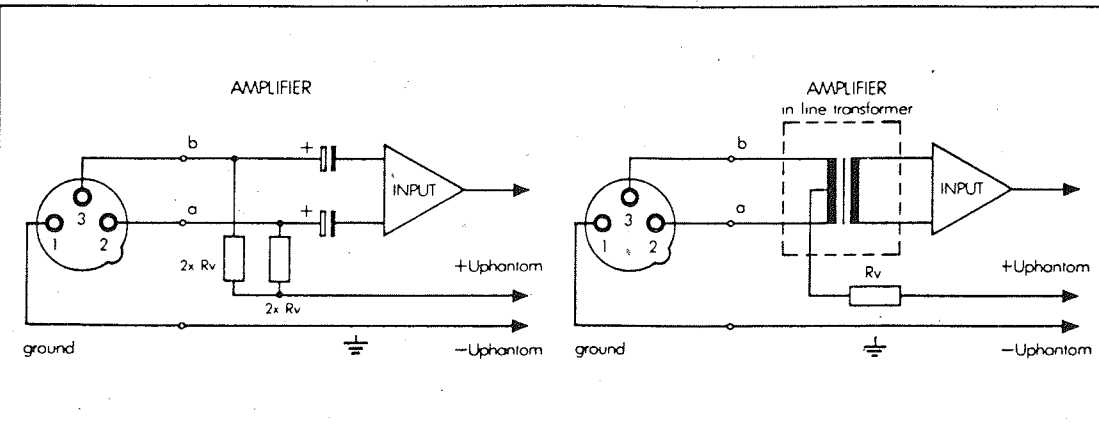 AMPLIFIER
b
+
INPUT
a
+
3
1
2
2x Rv
+Uphantom
2x Rv
ground
−Uphantom
AMPLIFIER
in line transformer
b
INPUT
a
3
1
2
+Uphantom
Rv
ground
−Uphantom